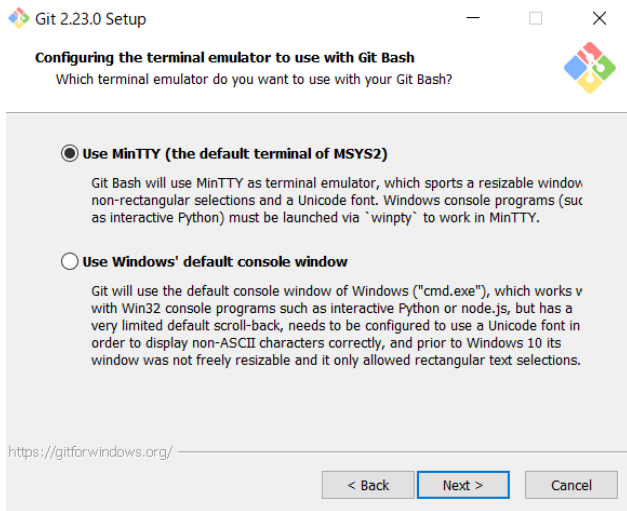 Git 2.23.0 Setup
Configuring the terminal emulator to use with Git Bash
Which terminal emulator do you want to use with your Git Bash?
Use MinTTY (the default terminal of MSYS2)
Git Bash will use MinTTY as terminal emulator, which sports a resizable window
non-rectangular selections and a Unicode font. Windows console programs (suc
as interactive Python) must be launched via `winpty` to work in MinTTY.
Use Windows' default console window
Git will use the default console window of Windows ("cmd.exe"), which works
with Win32 console programs such as interactive Python or node.js, but has a
very limited default scroll-back, needs to be configured to use a Unicode font in
order to display non-ASCII characters correctly, and prior to Windows 10 its
window was not freely resizable and it only allowed rectangular text selections.
https://gitforwindows.org/
< Back
Next >
Cancel